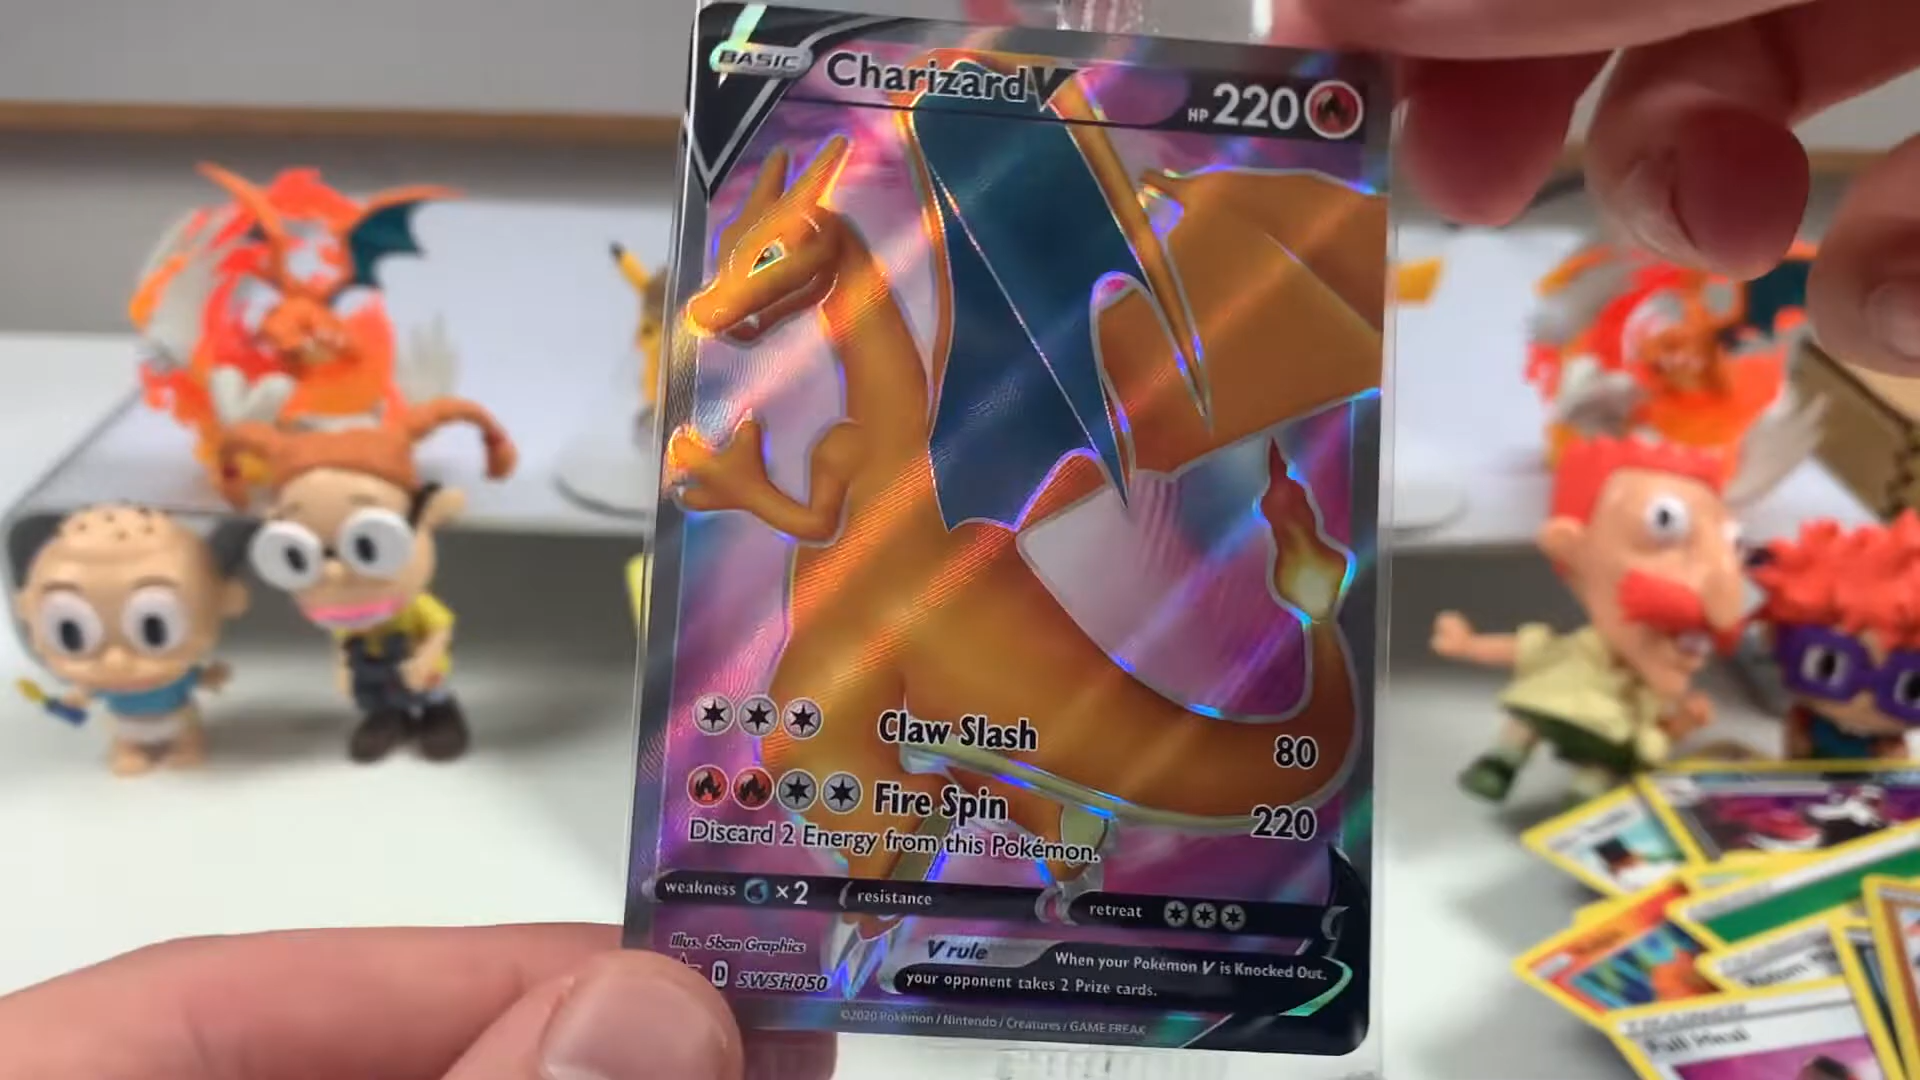 BASIC
Charizard V
HP 220
Claw Slash 80
Fire Spin 220
Discard 2 Energy from this Pokémon.
weakness ×2 resistance retreat
Illus. 5ban Graphics
V rule When your Pokémon V is Knocked Out,
your opponent takes 2 Prize cards.
D SWSH050
©2020 Pokémon / Nintendo / Creatures / GAME FREAK
Full Heal